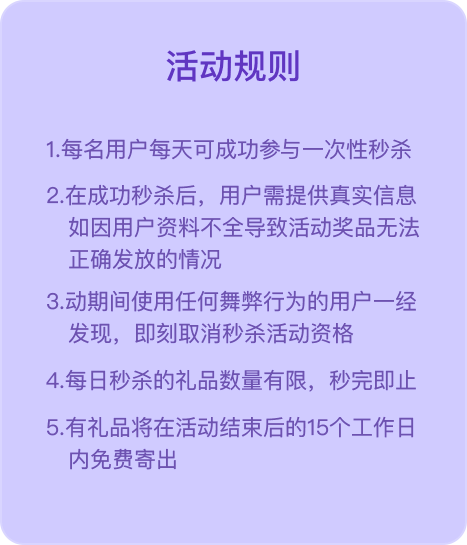 活动规则
1.每名用户每天可成功参与一次性秒杀
2.在成功秒杀后，用户需提供真实信息
如因用户资料不全导致活动奖品无法
正确发放的情况
3.动期间使用任何舞弊行为的用户一经
发现，即刻取消秒杀活动资格
4.每日秒杀的礼品数量有限，秒完即止
5.有礼品将在活动结束后的15个工作日
内免费寄出